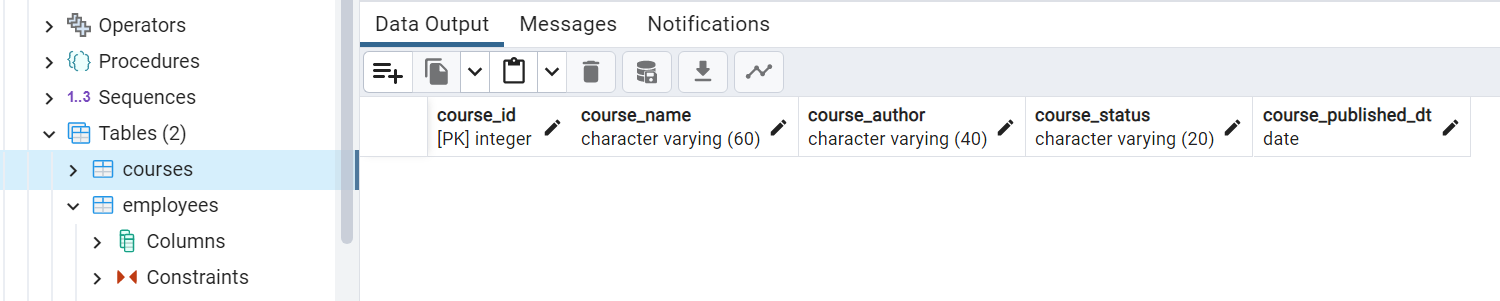 Operators
Procedures
1..3 Sequences
Tables (2)
courses
employees
Columns
Constraints
Data Output Messages Notifications
course_id course_name course_author course_status course_published_dt
[PK] integer character varying (60) character varying (40) character varying (20) date